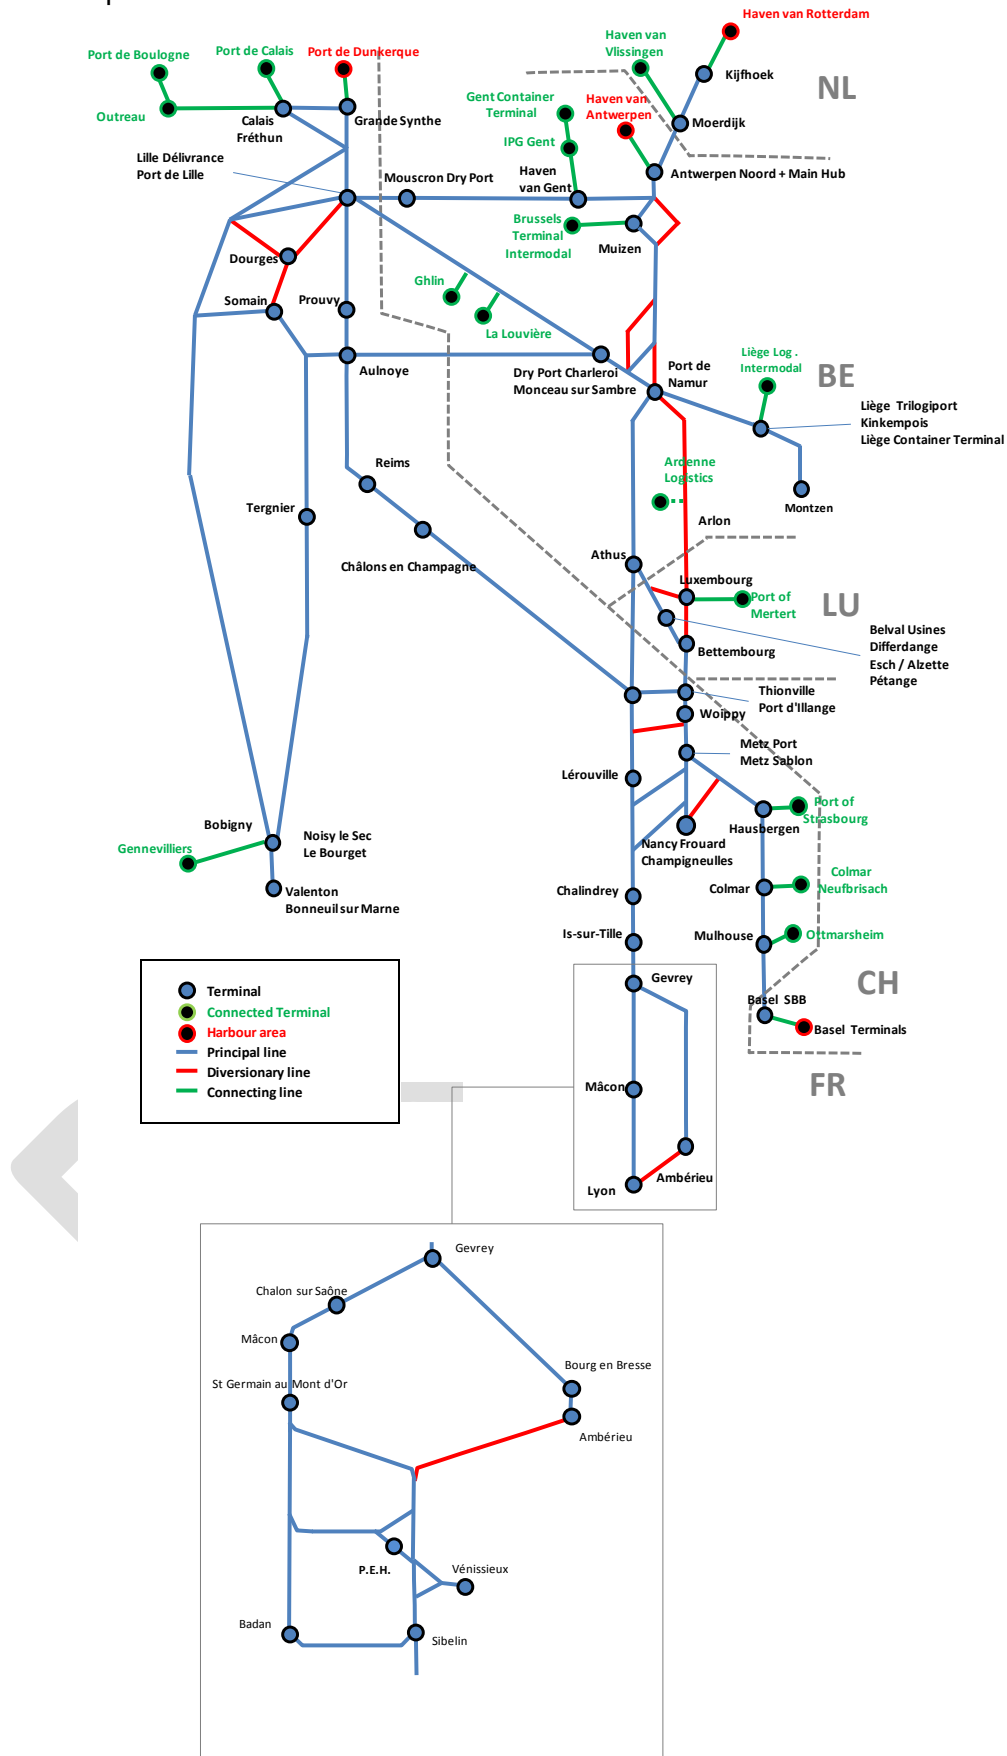 Haven van Rotterdam
Port de Boulogne
Port de Calais
Port de Dunkerque
Haven van
Vlissingen
Kijfhoek
NL
Outreau
Calais
Fréthun
Grande Synthe
Gent Container
Terminal
Haven van
Antwerpen
Moerdijk
IPG Gent
Lille Délivrance
Port de Lille
Mouscron Dry Port
Haven
van Gent
Antwerpen Noord + Main Hub
Brussels
Terminal
Intermodal
Muizen
Dourges
Ghlin
Somain
Prouvy
La Louvière
Aulnoye
Dry Port Charleroi
Monceau sur Sambre
Port de
Namur
Liège Log .
Intermodal
BE
Liège Trilogiport
Kinkempois
Liège Container Terminal
Reims
Ardenne
Logistics
Montzen
Tergnier
Arlon
Châlons en Champagne
Athus
Luxembourg
Port of
Mertert
LU
Belval Usines
Differdange
Esch / Alzette
Pétange
Bettembourg
Thionville
Port d'Illange
Woippy
Metz Port
Metz Sablon
Lérouville
Port of
Strasbourg
Hausbergen
Bobigny
Noisy le Sec
Le Bourget
Gennevilliers
Nancy Frouard
Champigneulles
Valenton
Bonneuil sur Marne
Chalindrey
Colmar
Colmar
Neufbrisach
Is-sur-Tille
Mulhouse
Ottmarsheim
Gevrey
CH
Basel SBB
Basel Terminals
FR
Terminal
Connected Terminal
Harbour area
Principal line
Diversionary line
Connecting line
Mâcon
Ambérieu
Lyon
Gevrey
Chalon sur Saône
Mâcon
Bourg en Bresse
St Germain au Mont d'Or
Ambérieu
P.E.H.
Vénissieux
Badan
Sibelin